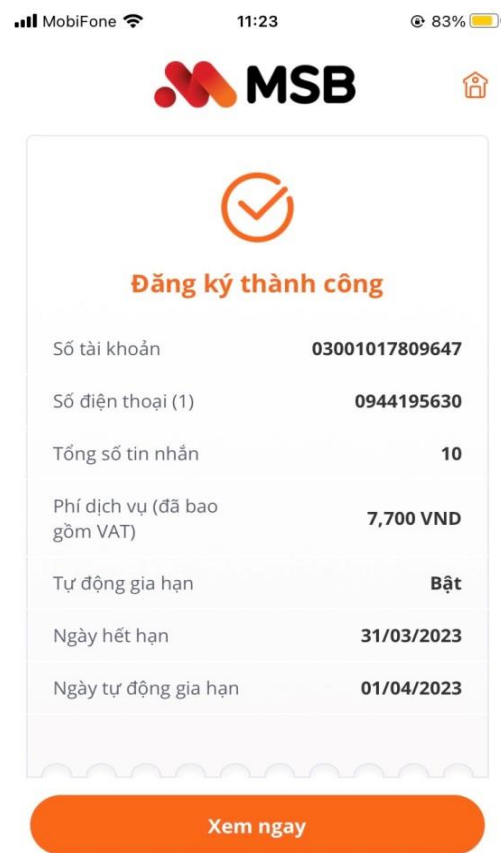 MobiFone 11:23 83%
MSB
Đăng ký thành công
Số tài khoản 03001017809647
Số điện thoại (1) 0944195630
Tổng số tin nhắn 10
Phí dịch vụ (đã bao
gồm VAT) 7,700 VND
Tự động gia hạn Bật
Ngày hết hạn 31/03/2023
Ngày tự động gia hạn 01/04/2023
Xem ngay